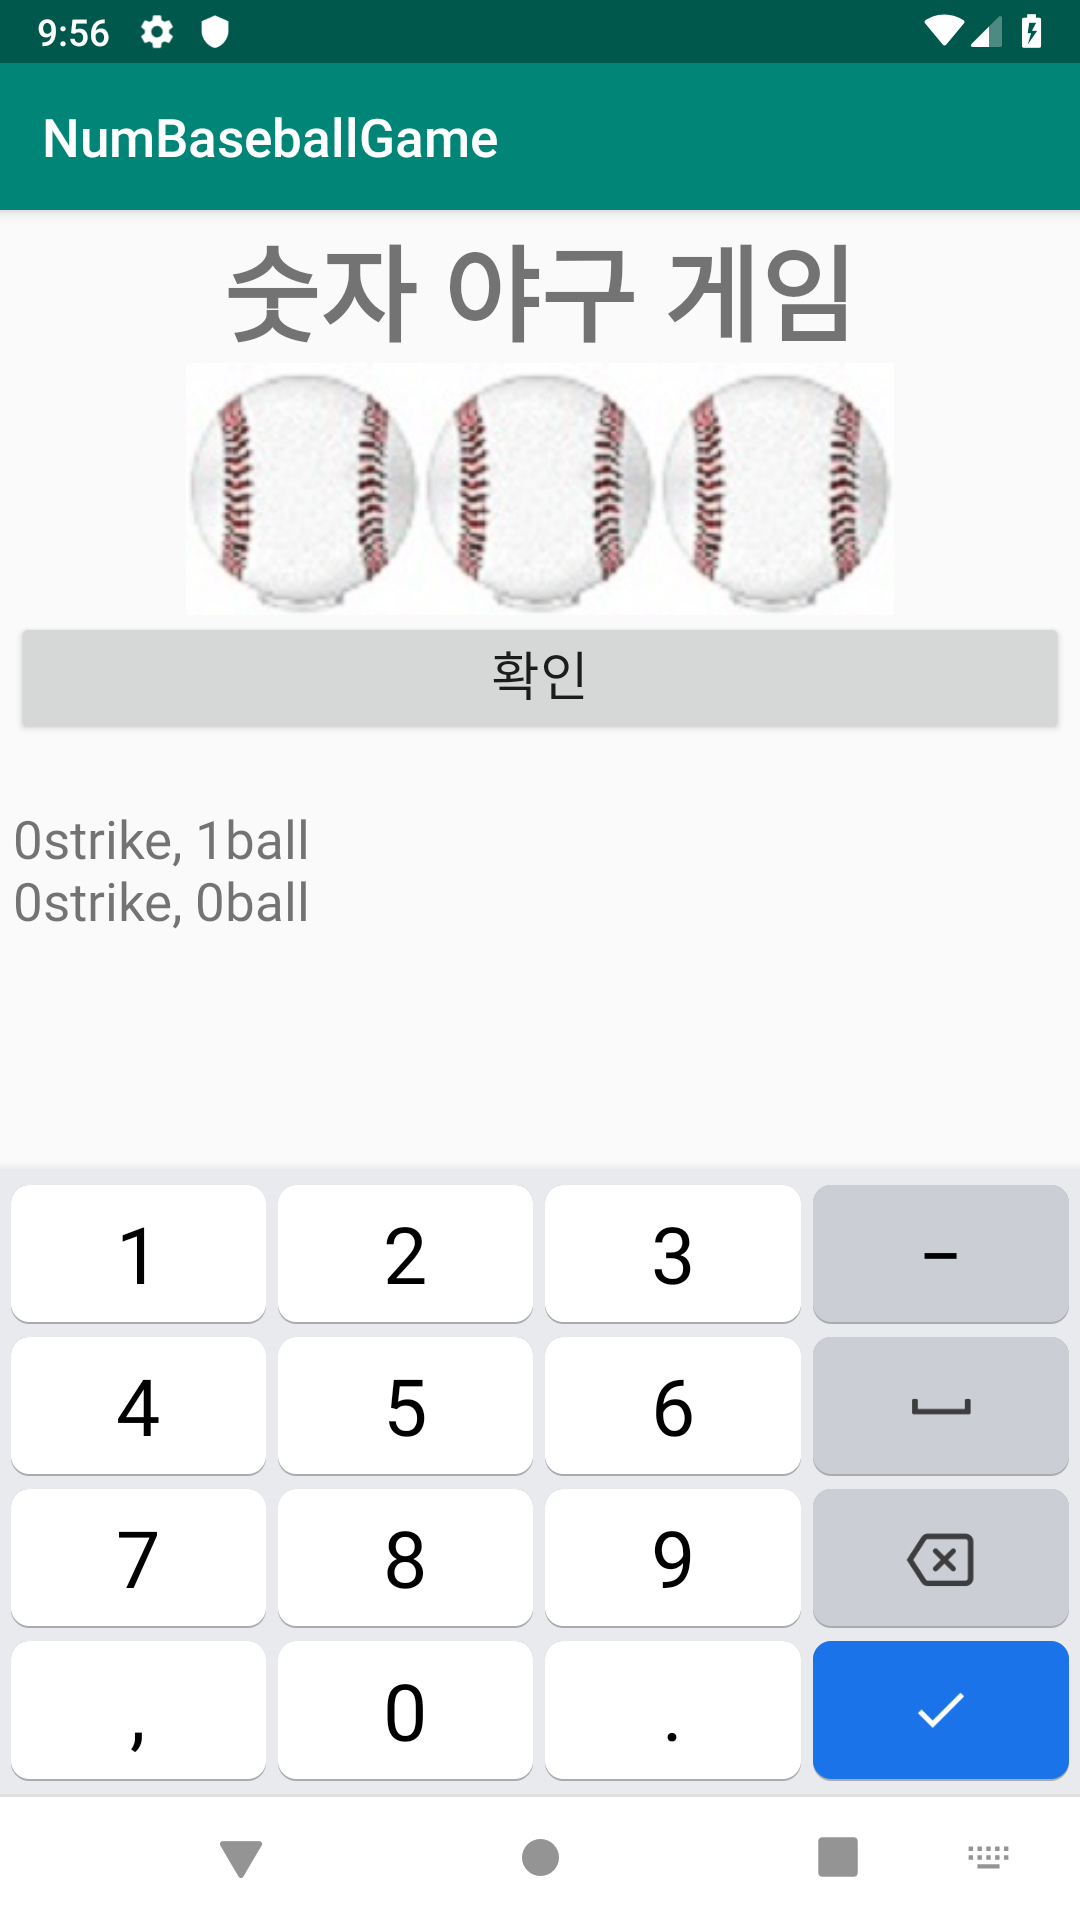 9:56
NumBaseballGame
숫자 야구 게임
확인
0strike, 1ball
0strike, 0ball
1 2 3 –
4 5 6
7 8 9
, 0 .